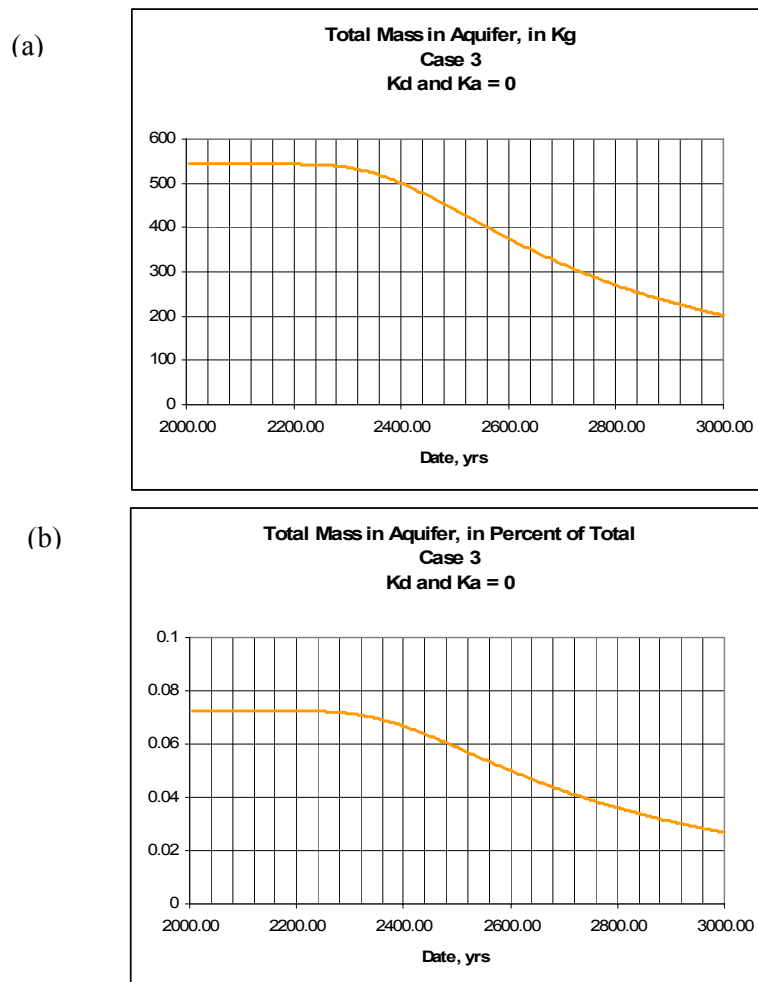 (a)
Total Mass in Aquifer, in Kg
Case 3
Kd and Ka = 0
600
500
400
300
200
100
0
2000.00 2200.00 2400.00 2600.00 2800.00 3000.00
Date, yrs
(b)
Total Mass in Aquifer, in Percent of Total
Case 3
Kd and Ka = 0
0.1
0.08
0.06
0.04
0.02
0
2000.00 2200.00 2400.00 2600.00 2800.00 3000.00
Date, yrs